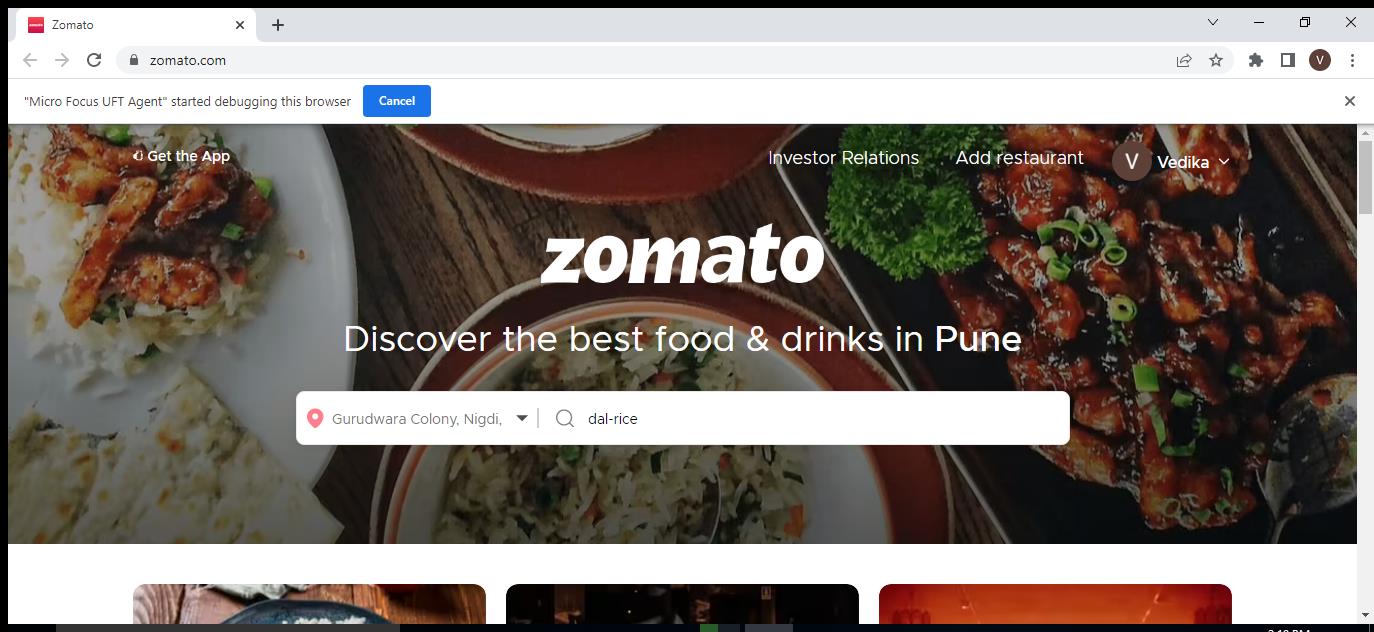 Zomato
zomato.com
V
"Micro Focus UFT Agent" started debugging this browser
Cancel
Get the App
Investor Relations
Add restaurant
V
Vedika
zomato
Discover the best food & drinks in Pune
Gurudwara Colony, Nigdi,
dal-rice